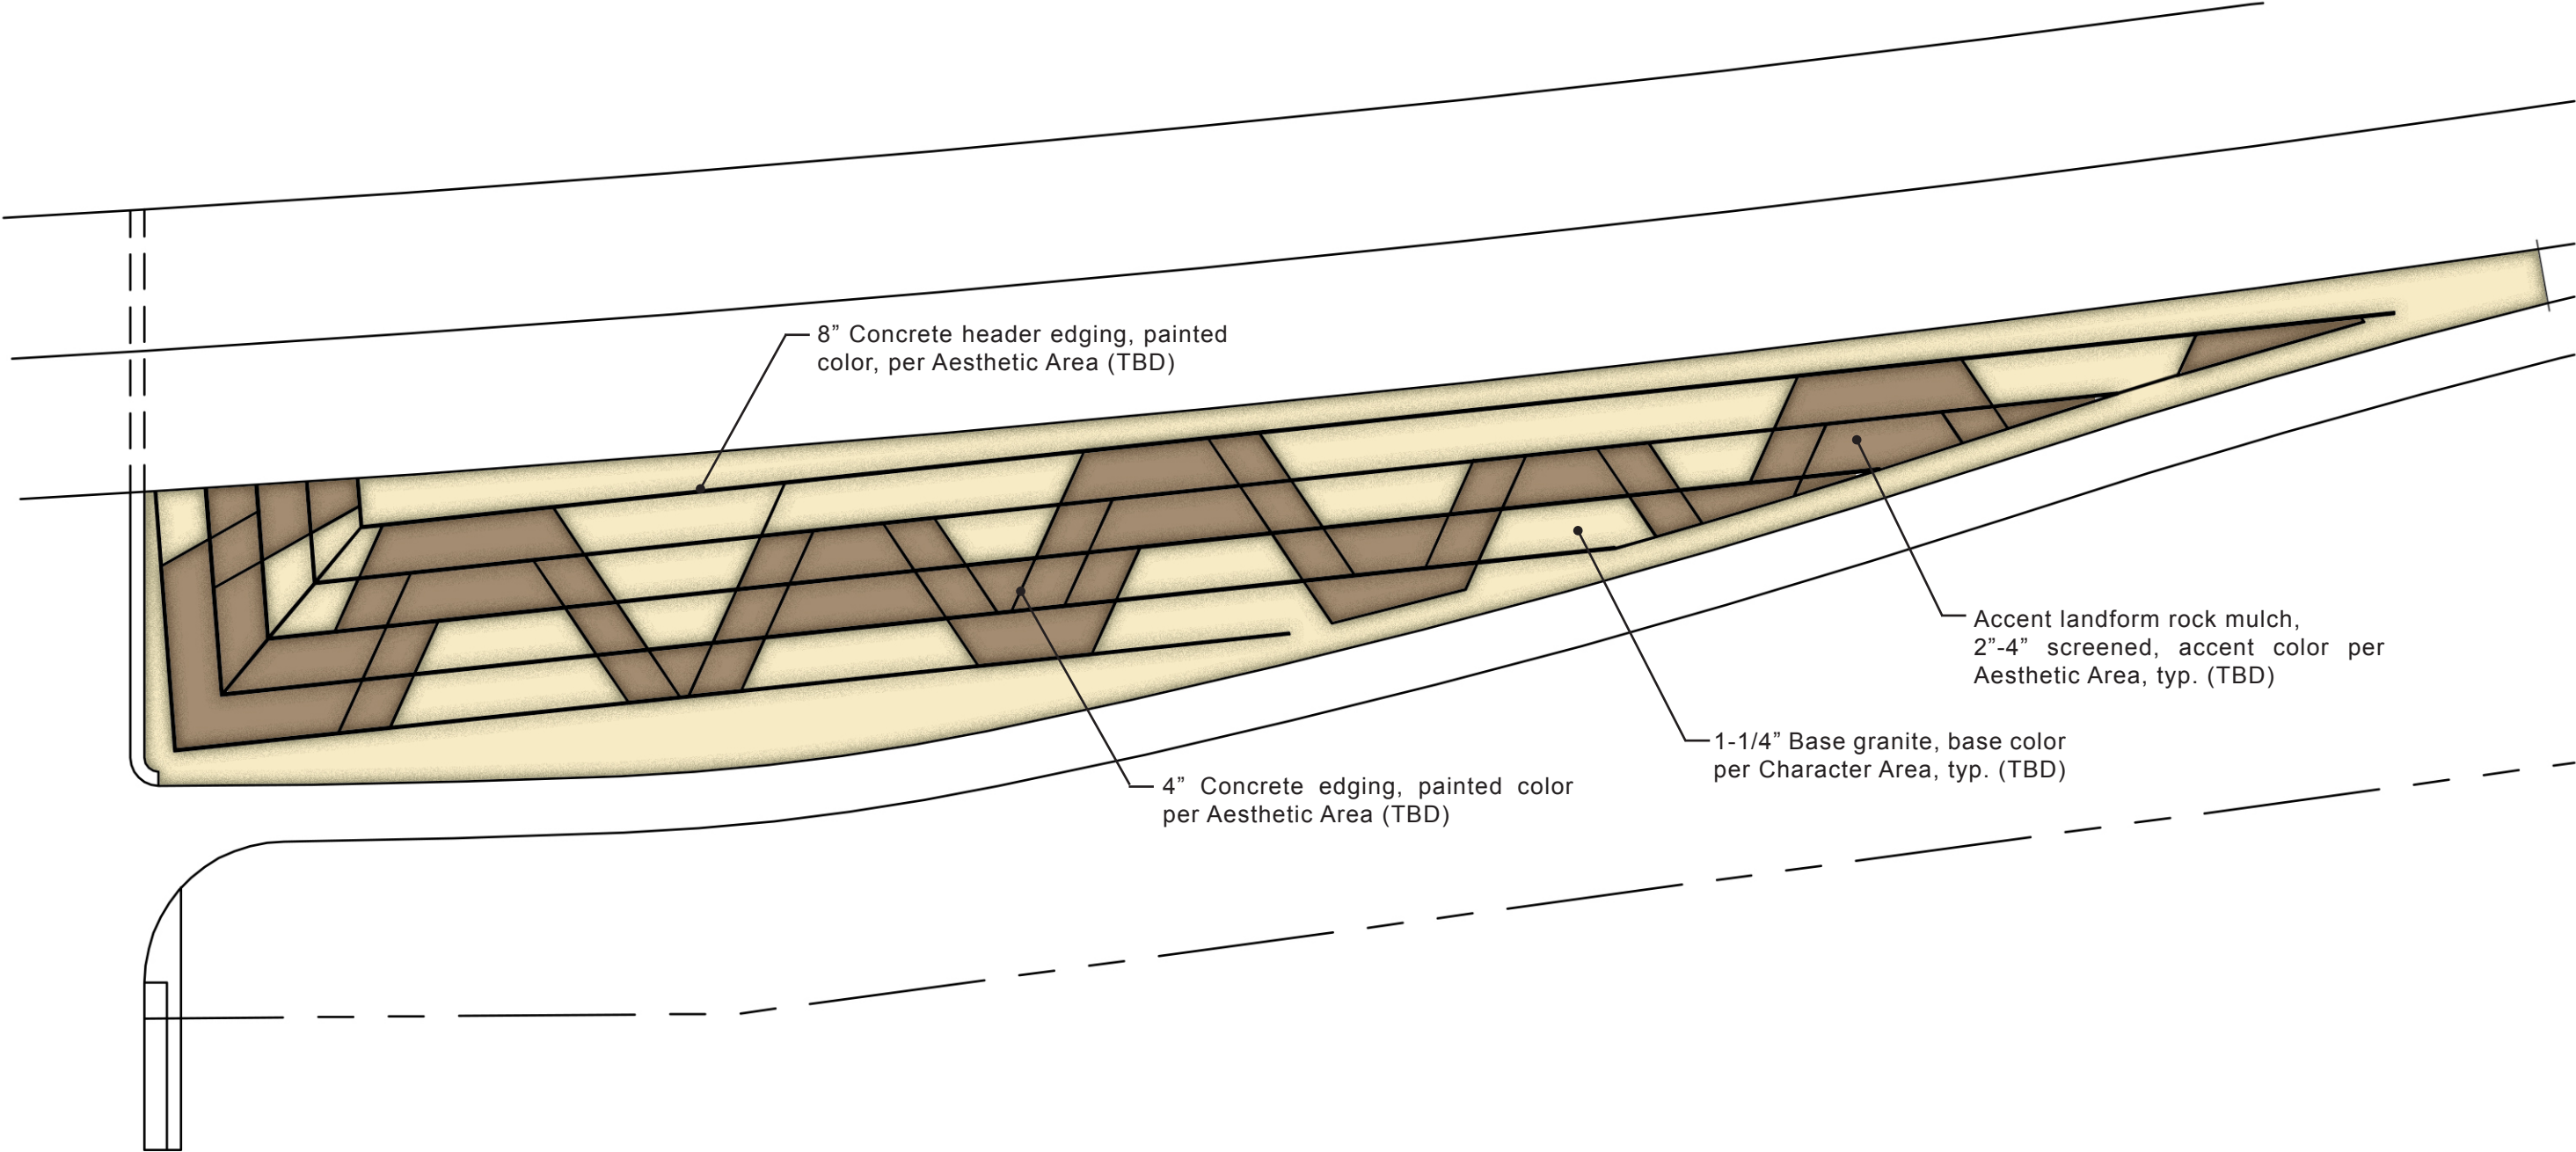 8” Concrete header edging, painted
color, per Aesthetic Area (TBD)
Accent landform rock mulch,
2”-4” screened, accent color per
Aesthetic Area, typ. (TBD)
1-1/4” Base granite, base color
per Character Area, typ. (TBD)
4” Concrete edging, painted color
per Aesthetic Area (TBD)